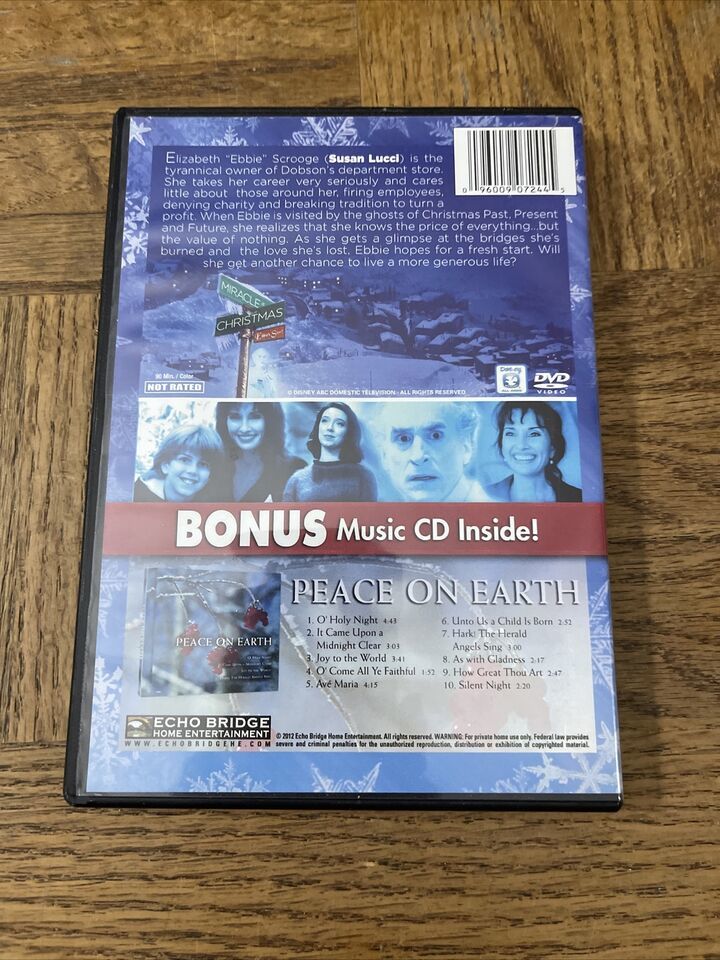 Elizabeth "Ebbie" Scrooge (Susan Lucci) is the
tyrannical owner of Dobson's department store.
She takes her career very seriously and cares
little about those around her, firing employees,
denying charity and breaking tradition to turn a
profit. When Ebbie is visited by the ghosts of Christmas Past, Present
and Future, she realizes that she knows the price of everything...but
the value of nothing. As she gets a glimpse at the bridges she's
burned and the love she's lost, Ebbie hopes for a fresh start. Will
she get another chance to live a more generous life?
0 96009 07244 5
MIRACLE
CHRISTMAS
90 Min. / Color
NOT RATED
© DISNEY ABC DOMESTIC TELEVISION - ALL RIGHTS RESERVED
DVD
VIDEO
BONUS Music CD Inside!
PEACE ON EARTH
PEACE ON EARTH
1. O' Holy Night 4:43
2. It Came Upon a
Midnight Clear 3:03
3. Joy to the World 3:41
4. O' Come All Ye Faithful 1:52
5. Avé Maria 4:15
6. Unto Us a Child Is Born 2:52
7. Hark! The Herald
Angels Sing 3:00
8. As with Gladness 2:17
9. How Great Thou Art 2:47
10. Silent Night 2:20
ECHO BRIDGE
HOME ENTERTAINMENT
WWW.ECHOBRIDGEHE.COM
© 2012 Echo Bridge Home Entertainment. All rights reserved. WARNING: For private home use only. Federal law provides
severe and criminal penalties for the unauthorized reproduction, distribution or exhibition of copyrighted material.